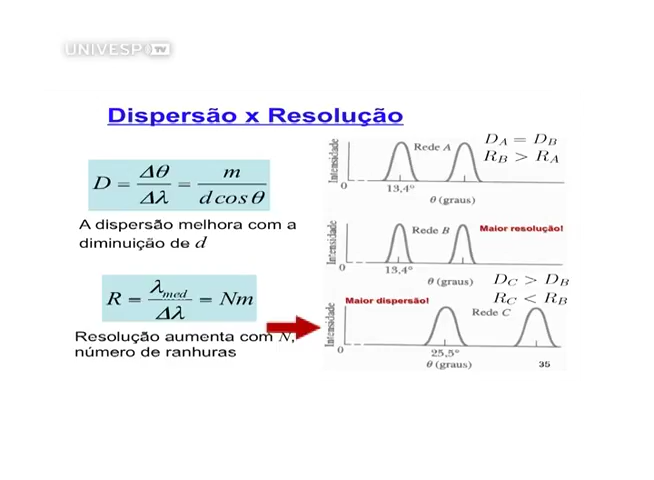 UNIVESP TV
Dispersão x Resolução
D = Δθ / Δλ = m / d cos θ
A dispersão melhora com a
diminuição de d
R = λmed / Δλ = Nm
Resolução aumenta com N,
número de ranhuras
Intensidade
Rede A
D_A = D_B
R_B > R_A
0
13,4°
θ (graus)
Intensidade
Rede B
Maior resolução!
0
13,4°
θ (graus)
D_C > D_B
R_C < R_B
Maior dispersão!
Intensidade
Rede C
0
25,5°
θ (graus)
35